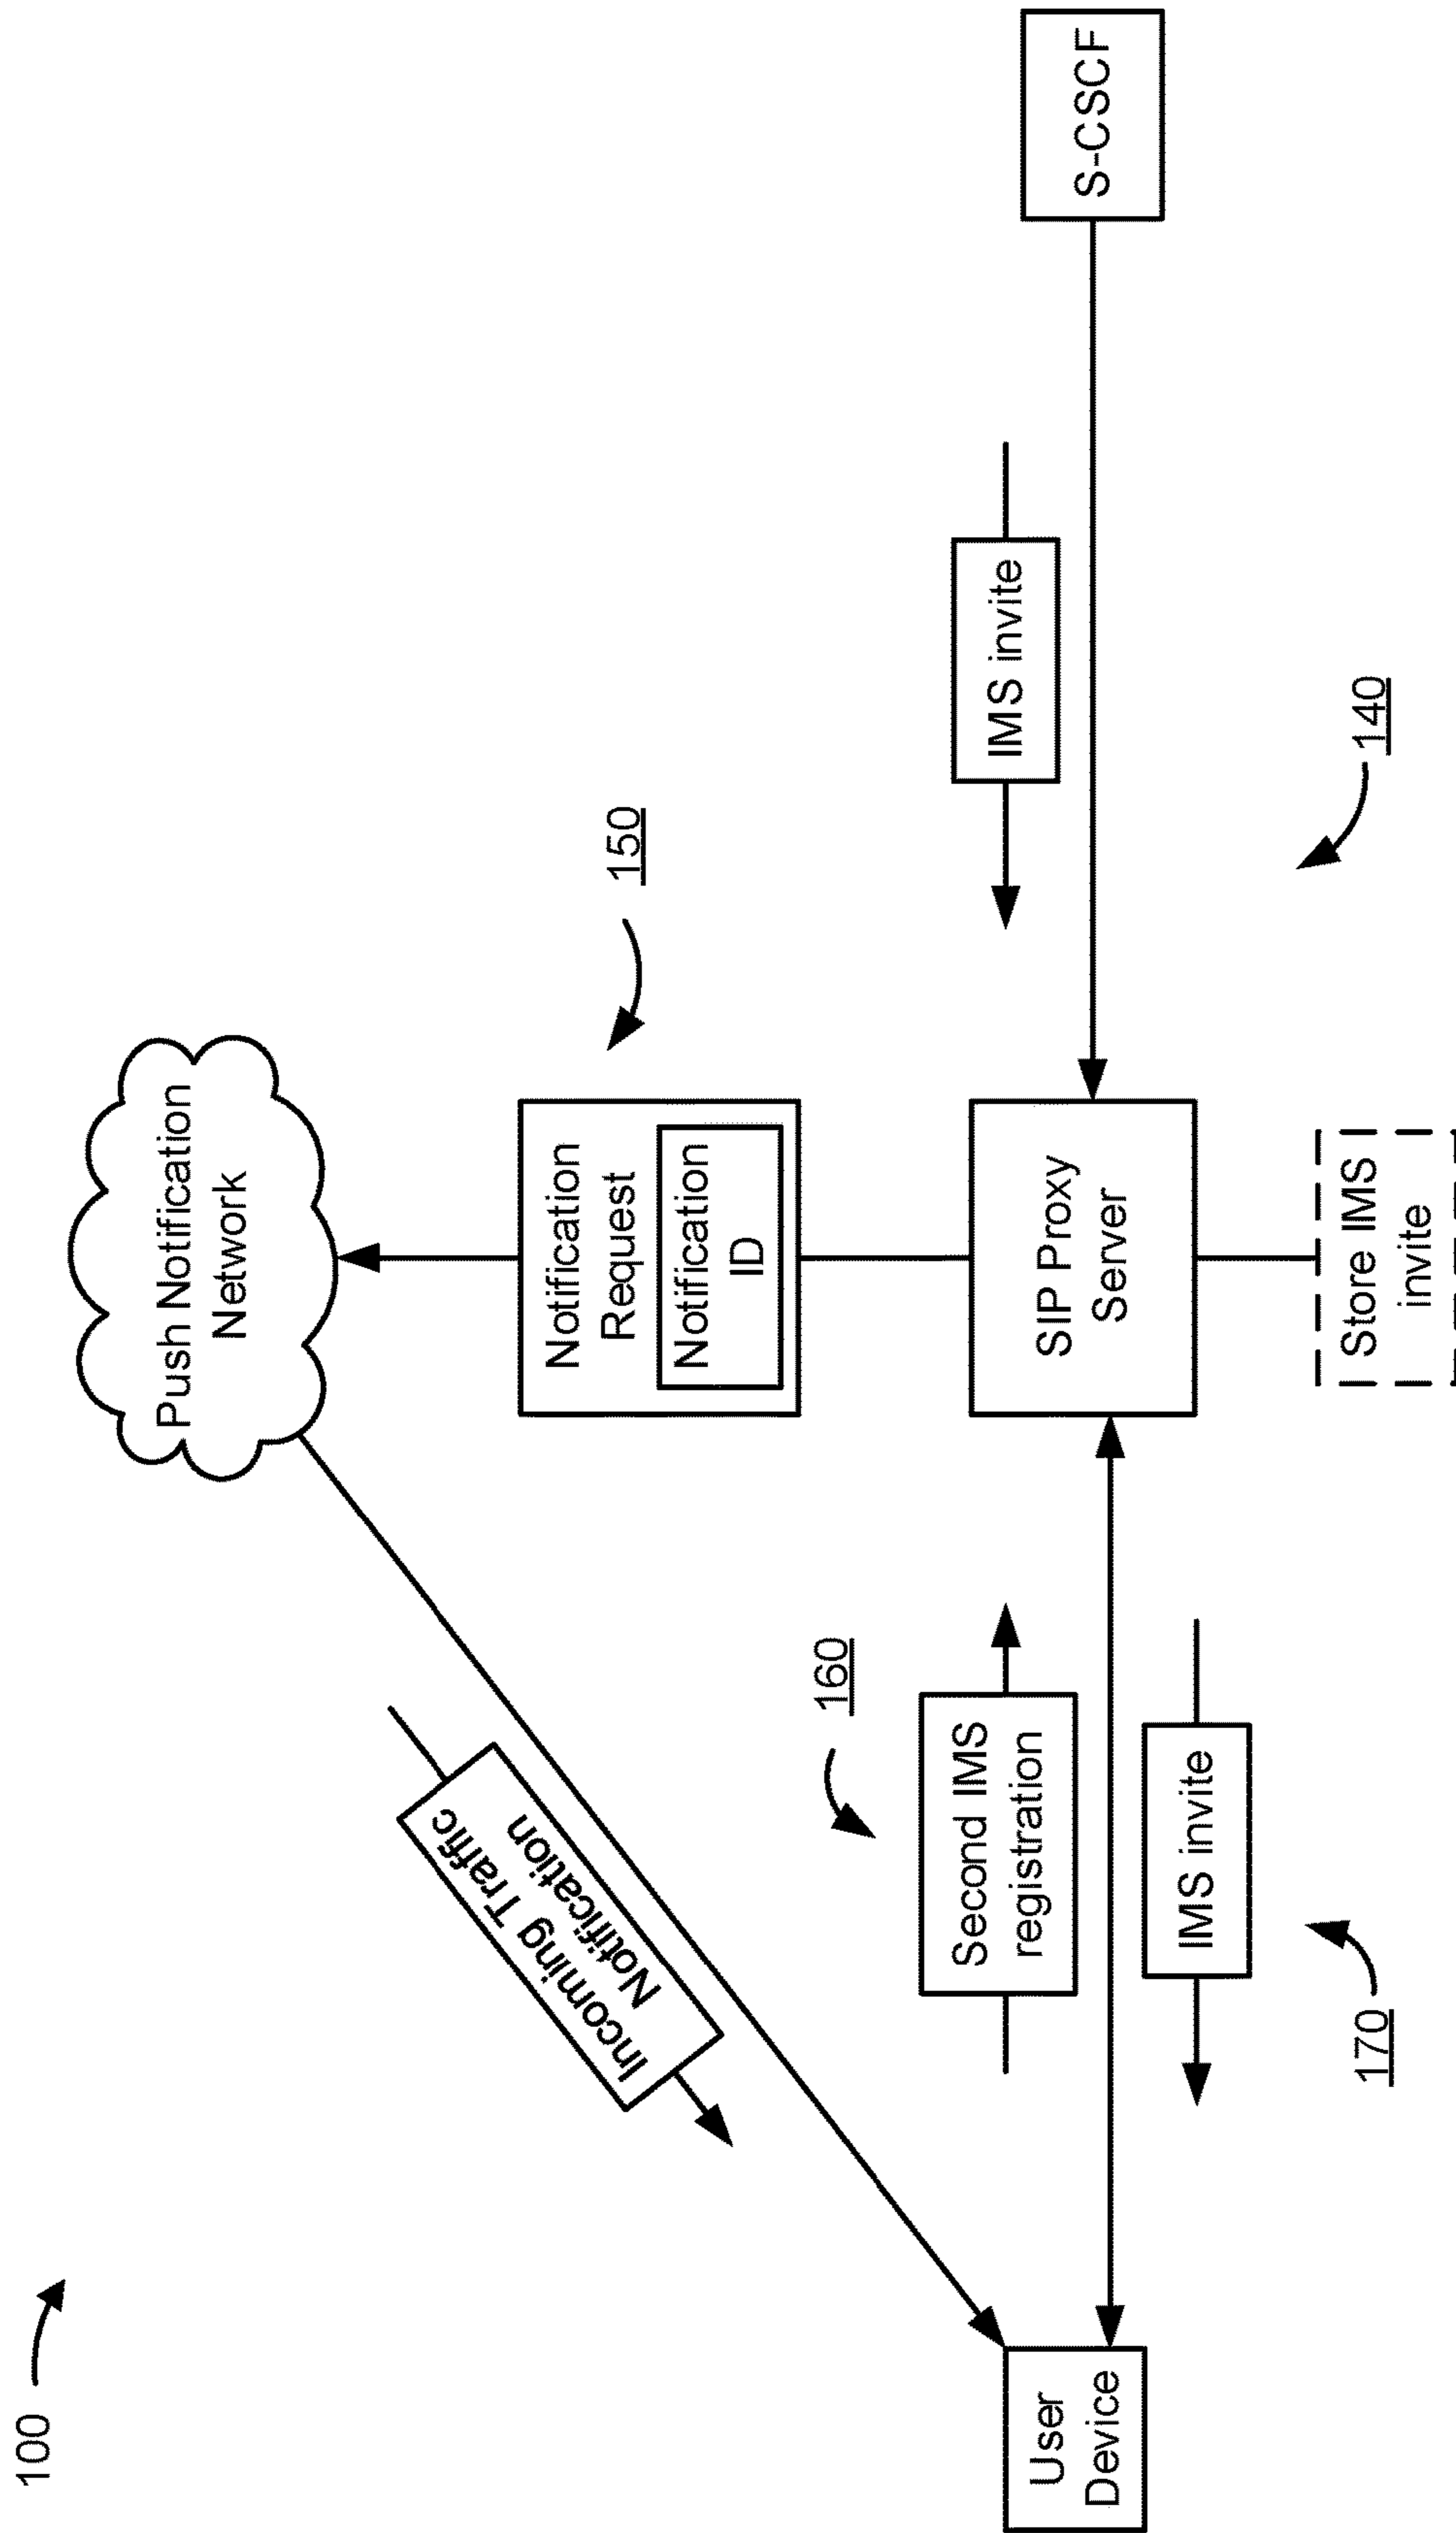 100
Push Notification
Network
150
Notification
Request
Notification
ID
Incoming Traffic
Notification
160
Second IMS
registration
IMS invite
User
Device
SIP Proxy
Server
S-CSCF
IMS invite
170
Store IMS
invite
140